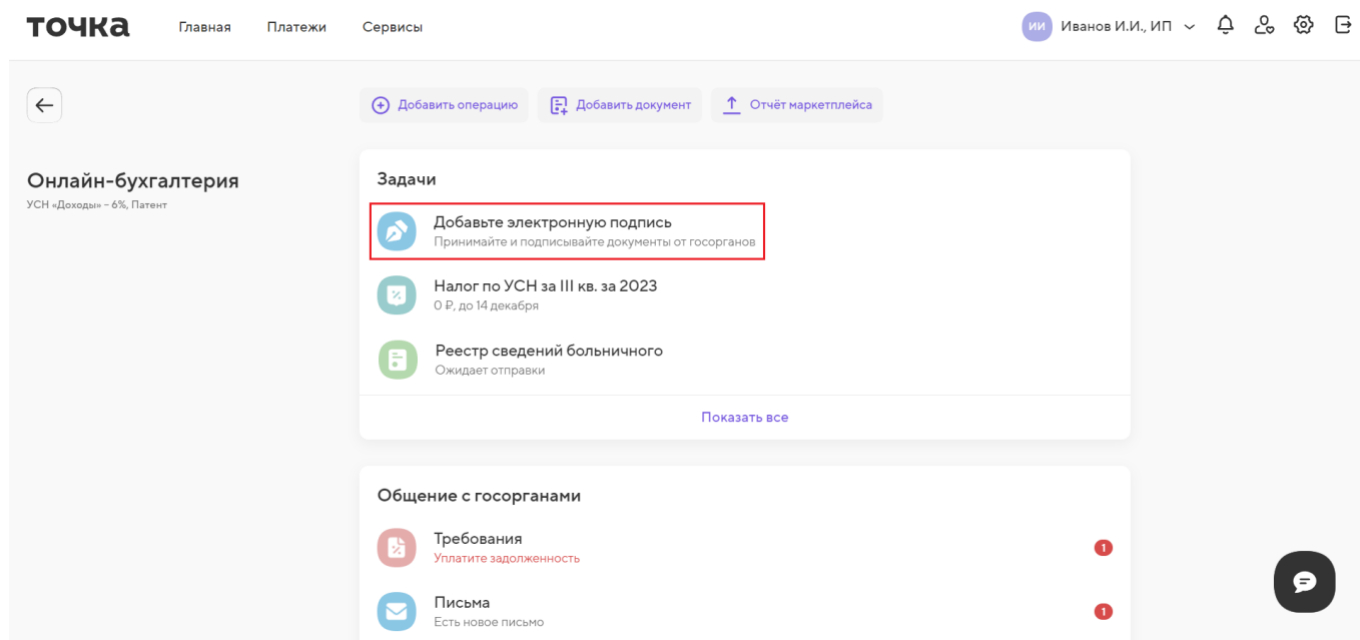 точка
Главная
Платежи
Сервисы
ИИ
Иванов И.И., ИП
Добавить операцию
Добавить документ
Отчёт маркетплейса
Онлайн-бухгалтерия
УСН «Доходы» – 6%, Патент
Задачи
Добавьте электронную подпись
Принимайте и подписывайте документы от госорганов
Налог по УСН за III кв. за 2023
0 ₽, до 14 декабря
Реестр сведений больничного
Ожидает отправки
Показать все
Общение с госорганами
Требования
Уплатите задолженность
1
Письма
Есть новое письмо
1